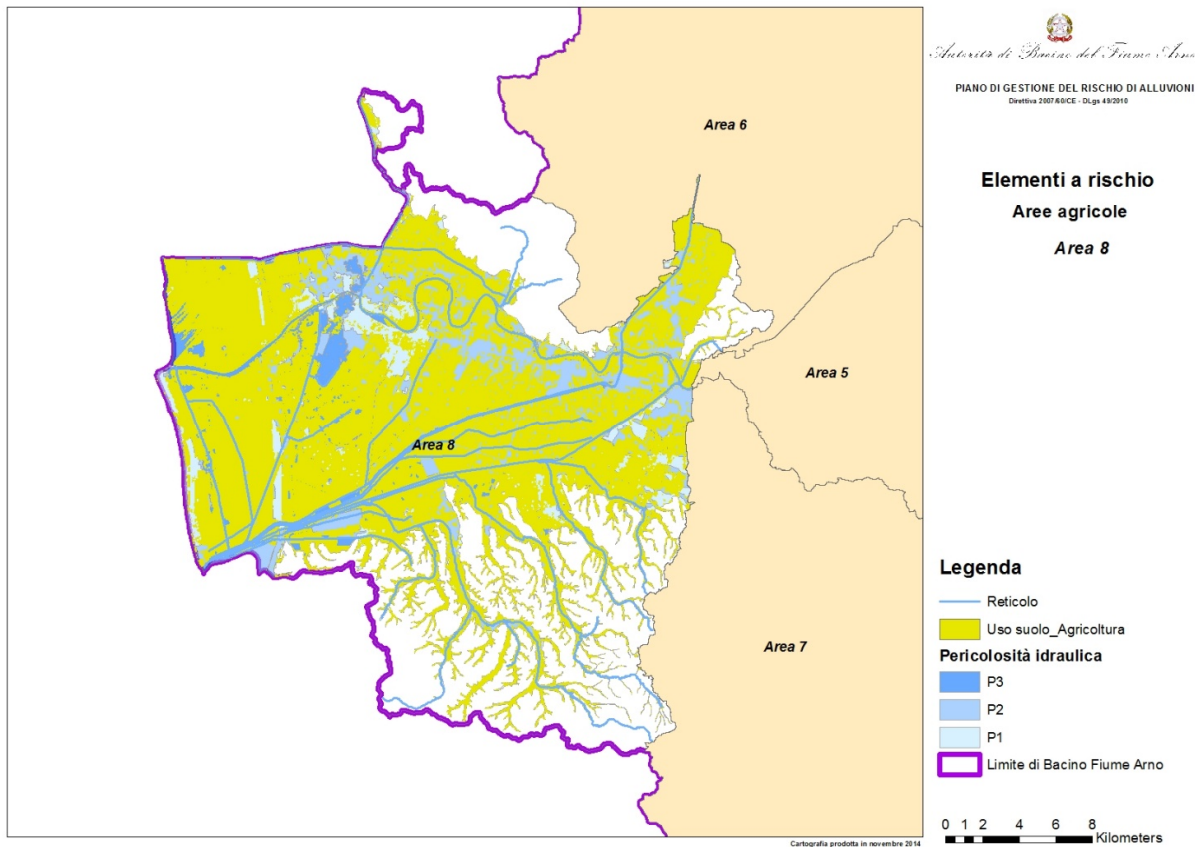 Autorità di Bacino del Fiume Arno
PIANO DI GESTIONE DEL RISCHIO DI ALLUVIONI
Direttiva 2007/60/CE - DLgs 49/2010
Elementi a rischio
Aree agricole
Area 8
Area 6
Area 5
Area 8
Area 7
Legenda
Reticolo
Uso suolo_Agricoltura
Pericolosità idraulica
P3
P2
P1
Limite di Bacino Fiume Arno
0 1 2 4 6 8
Kilometers
Cartografia prodotta in novembre 2014